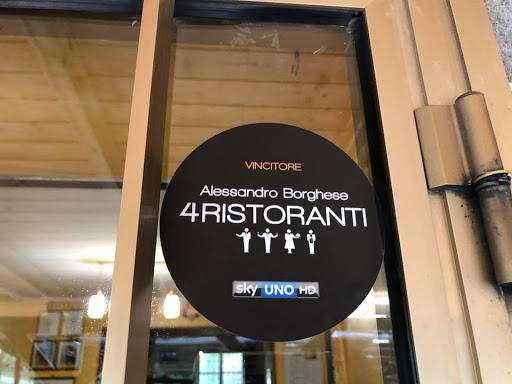 VINCITORE
Alessandro Borghese
4RISTORANTI
sky UNO HD